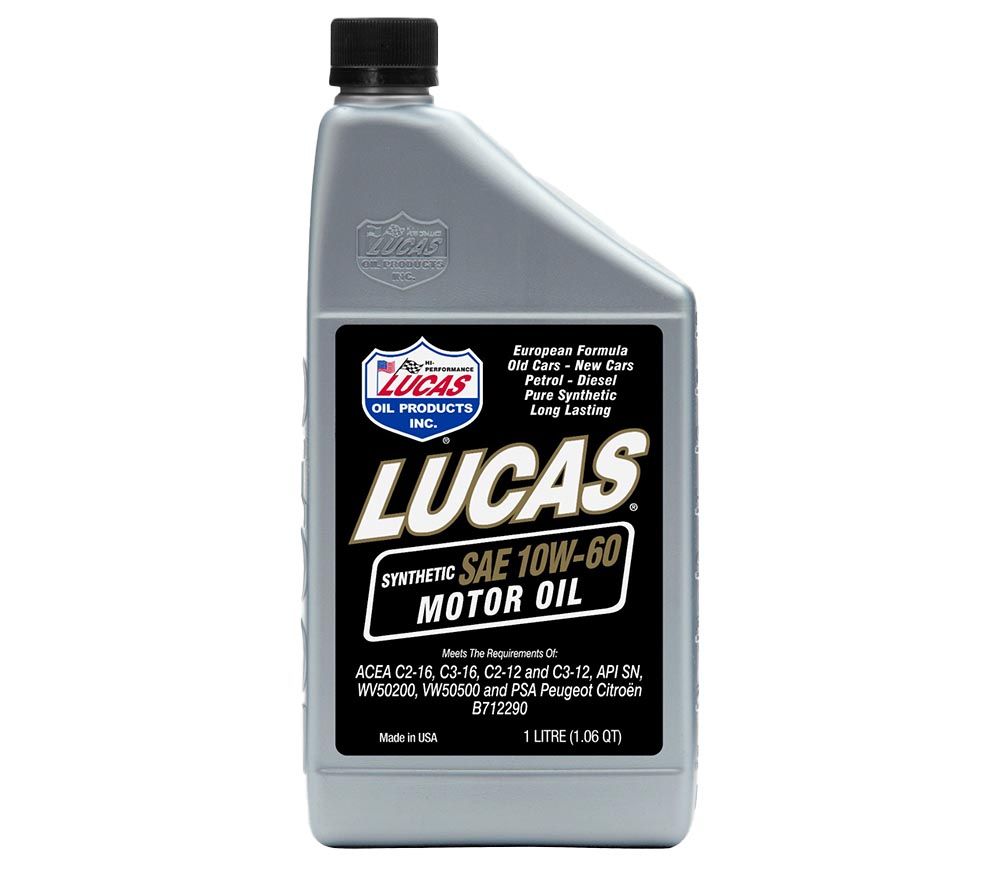 LUCAS
OIL PRODUCTS
INC.
HI-
PERFORMANCE
LUCAS
OIL PRODUCTS
INC.
®
European Formula
Old Cars - New Cars
Petrol - Diesel
Pure Synthetic
Long Lasting
LUCAS®
SYNTHETIC SAE 10W-60
MOTOR OIL
Meets The Requirements Of:
ACEA C2-16, C3-16, C2-12 and C3-12, API SN,
WV50200, VW50500 and PSA Peugeot Citroën
B712290
Made in USA
1 LITRE (1.06 QT)